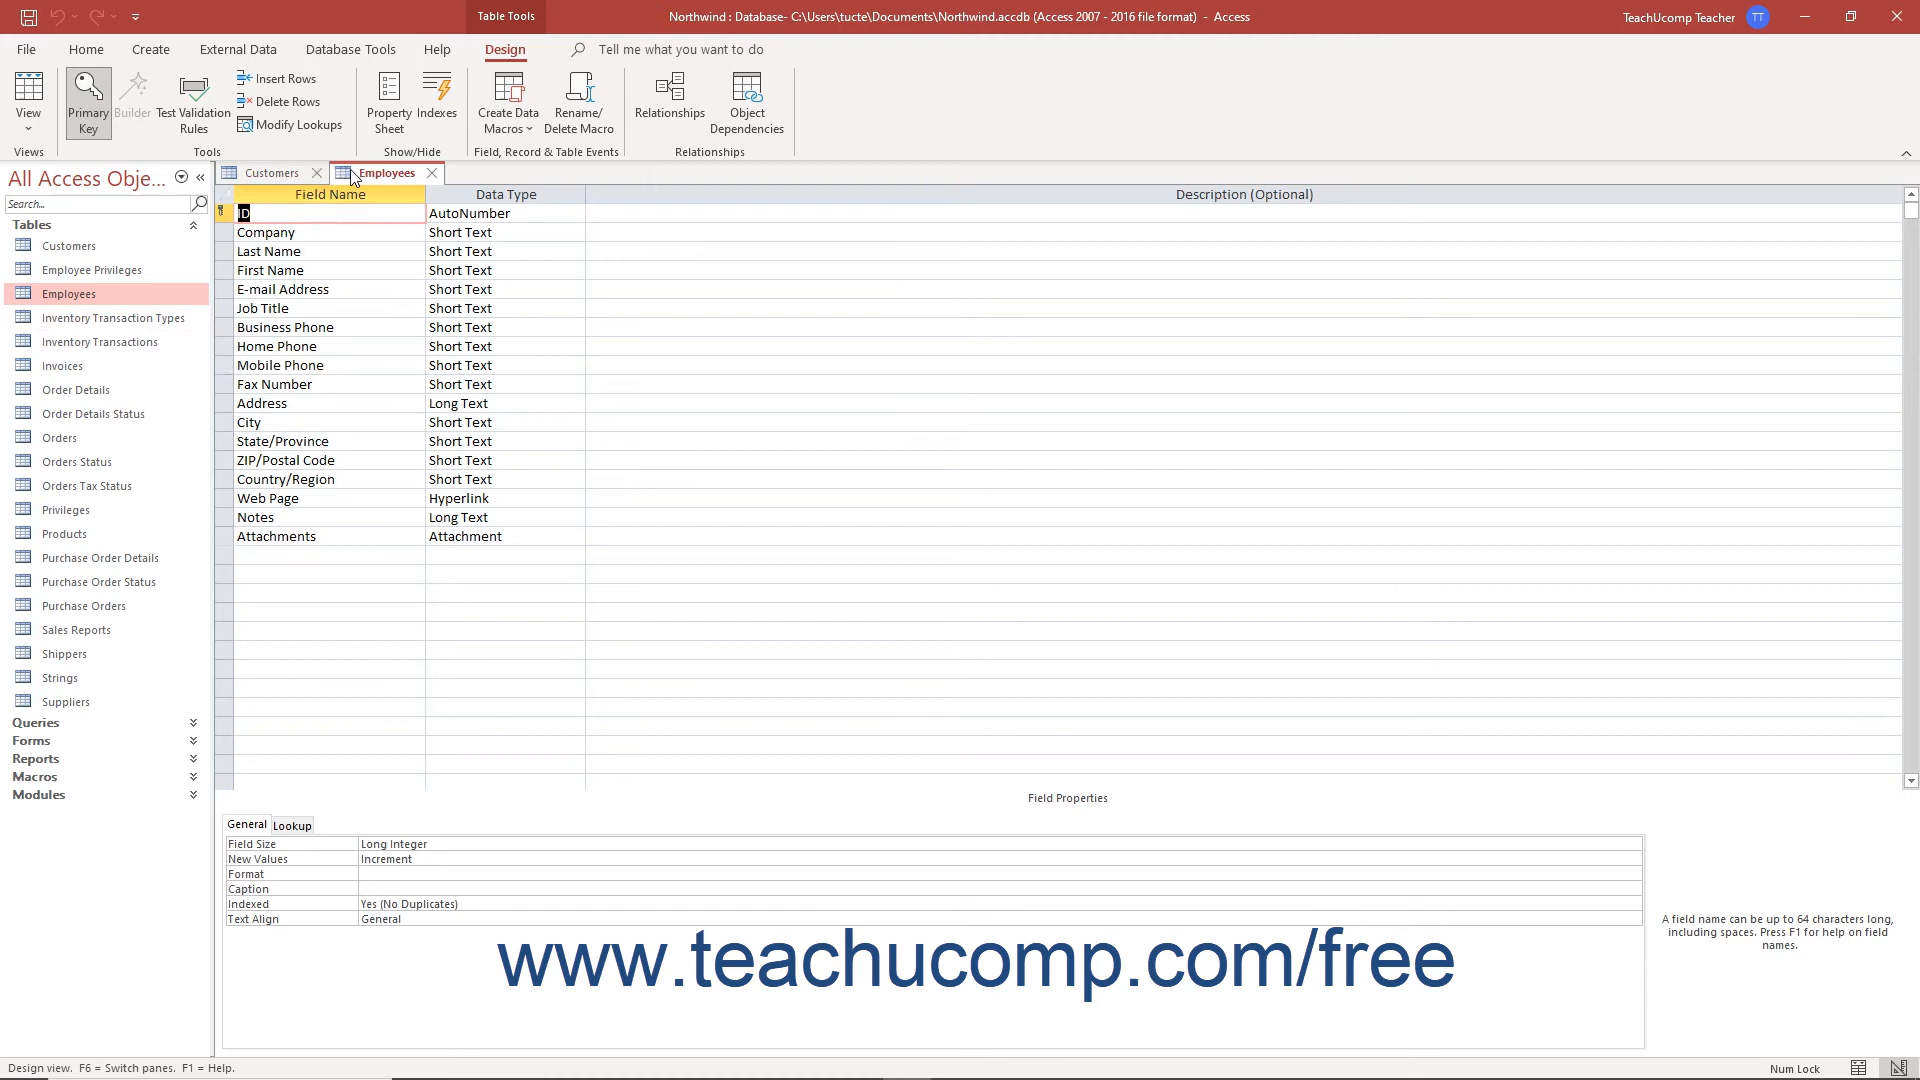 Table Tools
Northwind : Database- C:\Users\tucte\Documents\Northwind.accdb (Access 2007 - 2016 file format) - Access
TeachUcomp Teacher TT
File Home Create External Data Database Tools Help Design Tell me what you want to do
View
Views
Primary Key
Builder
Test Validation Rules
Insert Rows
Delete Rows
Modify Lookups
Tools
Property Sheet
Indexes
Show/Hide
Create Data Macros
Rename/ Delete Macro
Field, Record & Table Events
Relationships
Object Dependencies
Relationships
All Access Obje...
Search...
Tables
Customers
Employee Privileges
Employees
Inventory Transaction Types
Inventory Transactions
Invoices
Order Details
Order Details Status
Orders
Orders Status
Orders Tax Status
Privileges
Products
Purchase Order Details
Purchase Order Status
Purchase Orders
Sales Reports
Shippers
Strings
Suppliers
Queries
Forms
Reports
Macros
Modules
Customers Employees
Field Name Data Type Description (Optional)
ID AutoNumber
Company Short Text
Last Name Short Text
First Name Short Text
E-mail Address Short Text
Job Title Short Text
Business Phone Short Text
Home Phone Short Text
Mobile Phone Short Text
Fax Number Short Text
Address Long Text
City Short Text
State/Province Short Text
ZIP/Postal Code Short Text
Country/Region Short Text
Web Page Hyperlink
Notes Long Text
Attachments Attachment
Field Properties
General Lookup
Field Size Long Integer
New Values Increment
Format
Caption
Indexed Yes (No Duplicates)
Text Align General
A field name can be up to 64 characters long,
including spaces. Press F1 for help on field
names.
www.teachucomp.com/free
Design view. F6 = Switch panes. F1 = Help.
Num Lock